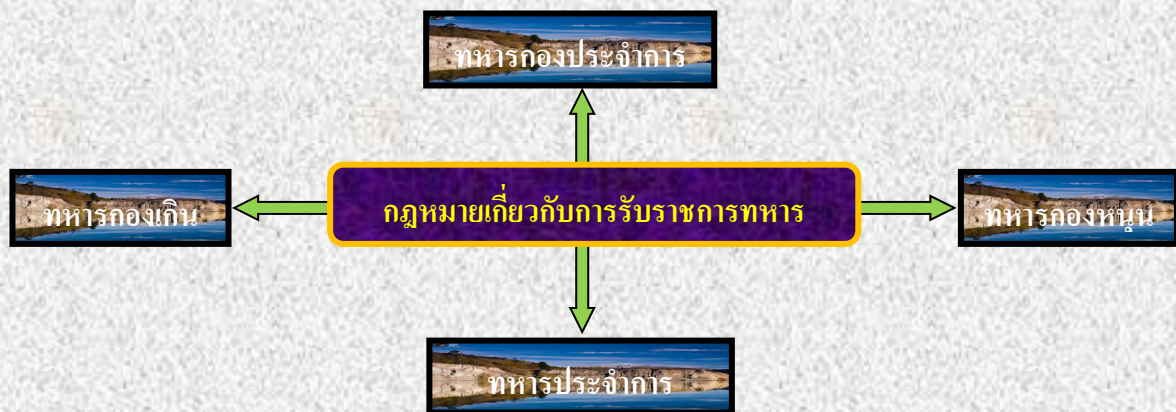 ทหารกองประจำการ
ทหารกองเกิน
กฎหมายเกี่ยวกับการรับราชการทหาร
ทหารกองหนุน
ทหารประจำการ